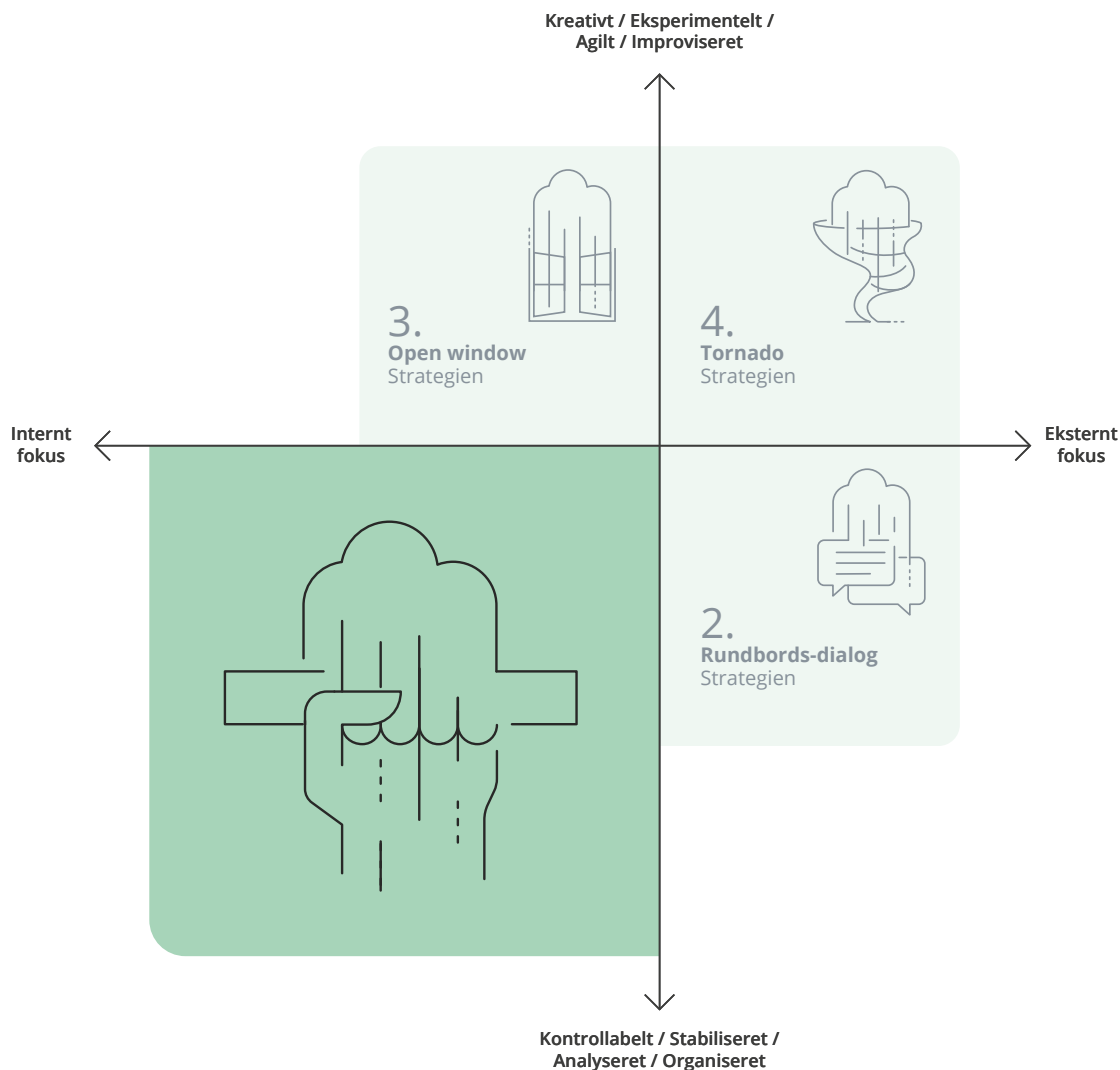 Kreativt / Eksperimentelt /
Agilt / Improviseret
3.
Open window
Strategien
4.
Tornado
Strategien
Internt
fokus
Eksternt
fokus
2.
Rundbords-dialog
Strategien
Kontrollabelt / Stabiliseret /
Analyseret / Organiseret